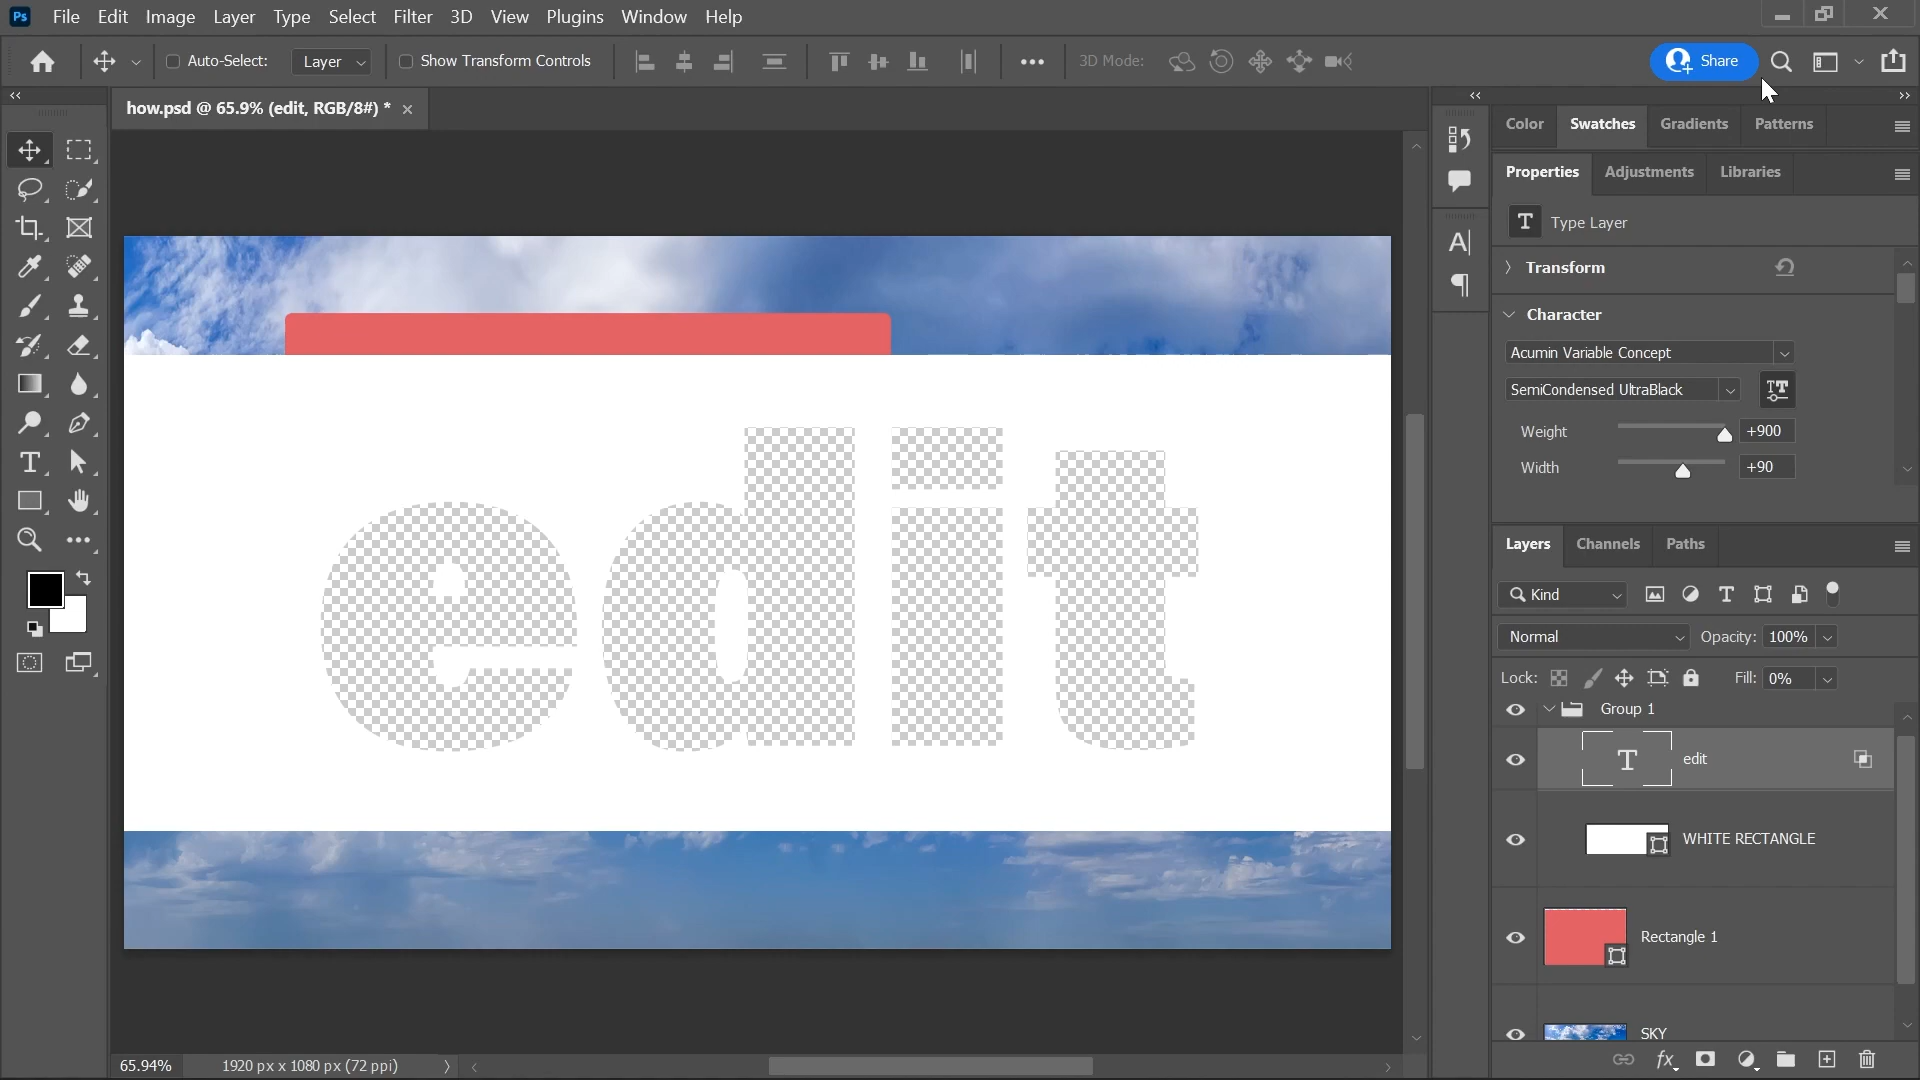 Ps File Edit Image Layer Type Select Filter 3D View Plugins Window Help
Auto-Select: Layer Show Transform Controls 3D Mode: Share
how.psd @ 65.9% (edit, RGB/8#) *
Color Swatches Gradients Patterns
Properties Adjustments Libraries
T Type Layer
Transform
Character
Acumin Variable Concept
SemiCondensed UltraBlack
Weight +900
Width +90
edit
Layers Channels Paths
Kind
Normal Opacity: 100%
Lock: Fill: 0%
Group 1
T edit
WHITE RECTANGLE
Rectangle 1
SKY
65.94% 1920 px x 1080 px (72 ppi)
fx